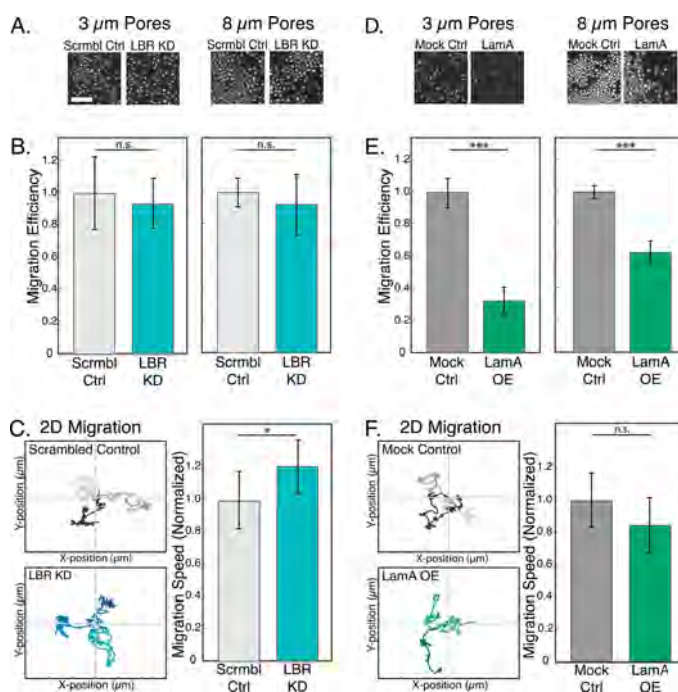 A. 3 µm Pores 8 µm Pores
Scrmbl Ctrl LBR KD Scrmbl Ctrl LBR KD
D. 3 µm Pores 8 µm Pores
Mock Ctrl LamA Mock Ctrl LamA
B.
n.s. n.s.
Migration Efficiency
1.2
1.0
0.8
0.6
0.4
0.2
0
Scrmbl Ctrl
LBR KD
Scrmbl Ctrl
LBR KD
E.
*** ***
Migration Efficiency
1.2
1.0
0.8
0.6
0.4
0.2
0
Mock Ctrl
LamA OE
Mock Ctrl
LamA OE
C. 2D Migration
Scrambled Control
Y-position (µm)
X-position (µm)
LBR KD
Y-position (µm)
X-position (µm)
*
Migration Speed (Normalized)
1.2
1.0
0.8
0.6
0.4
0.2
0
Scrmbl Ctrl
LBR KD
F. 2D Migration
Mock Control
Y-position (µm)
X-position (µm)
LamA OE
Y-position (µm)
X-position (µm)
n.s.
Migration Speed (Normalized)
1.2
1.0
0.8
0.6
0.4
0.2
0
Mock Ctrl
LamA OE